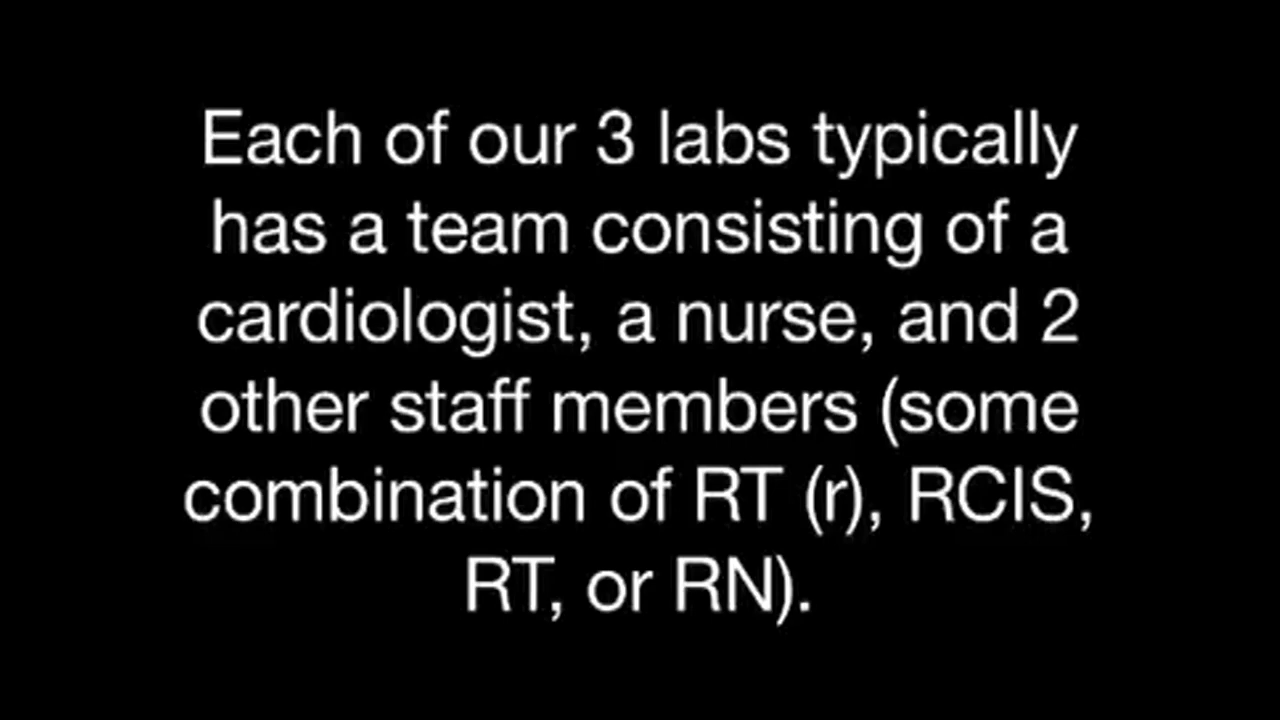 Each of our 3 labs typically
has a team consisting of a
cardiologist, a nurse, and 2
other staff members (some
combination of RT (r), RCIS,
RT, or RN).